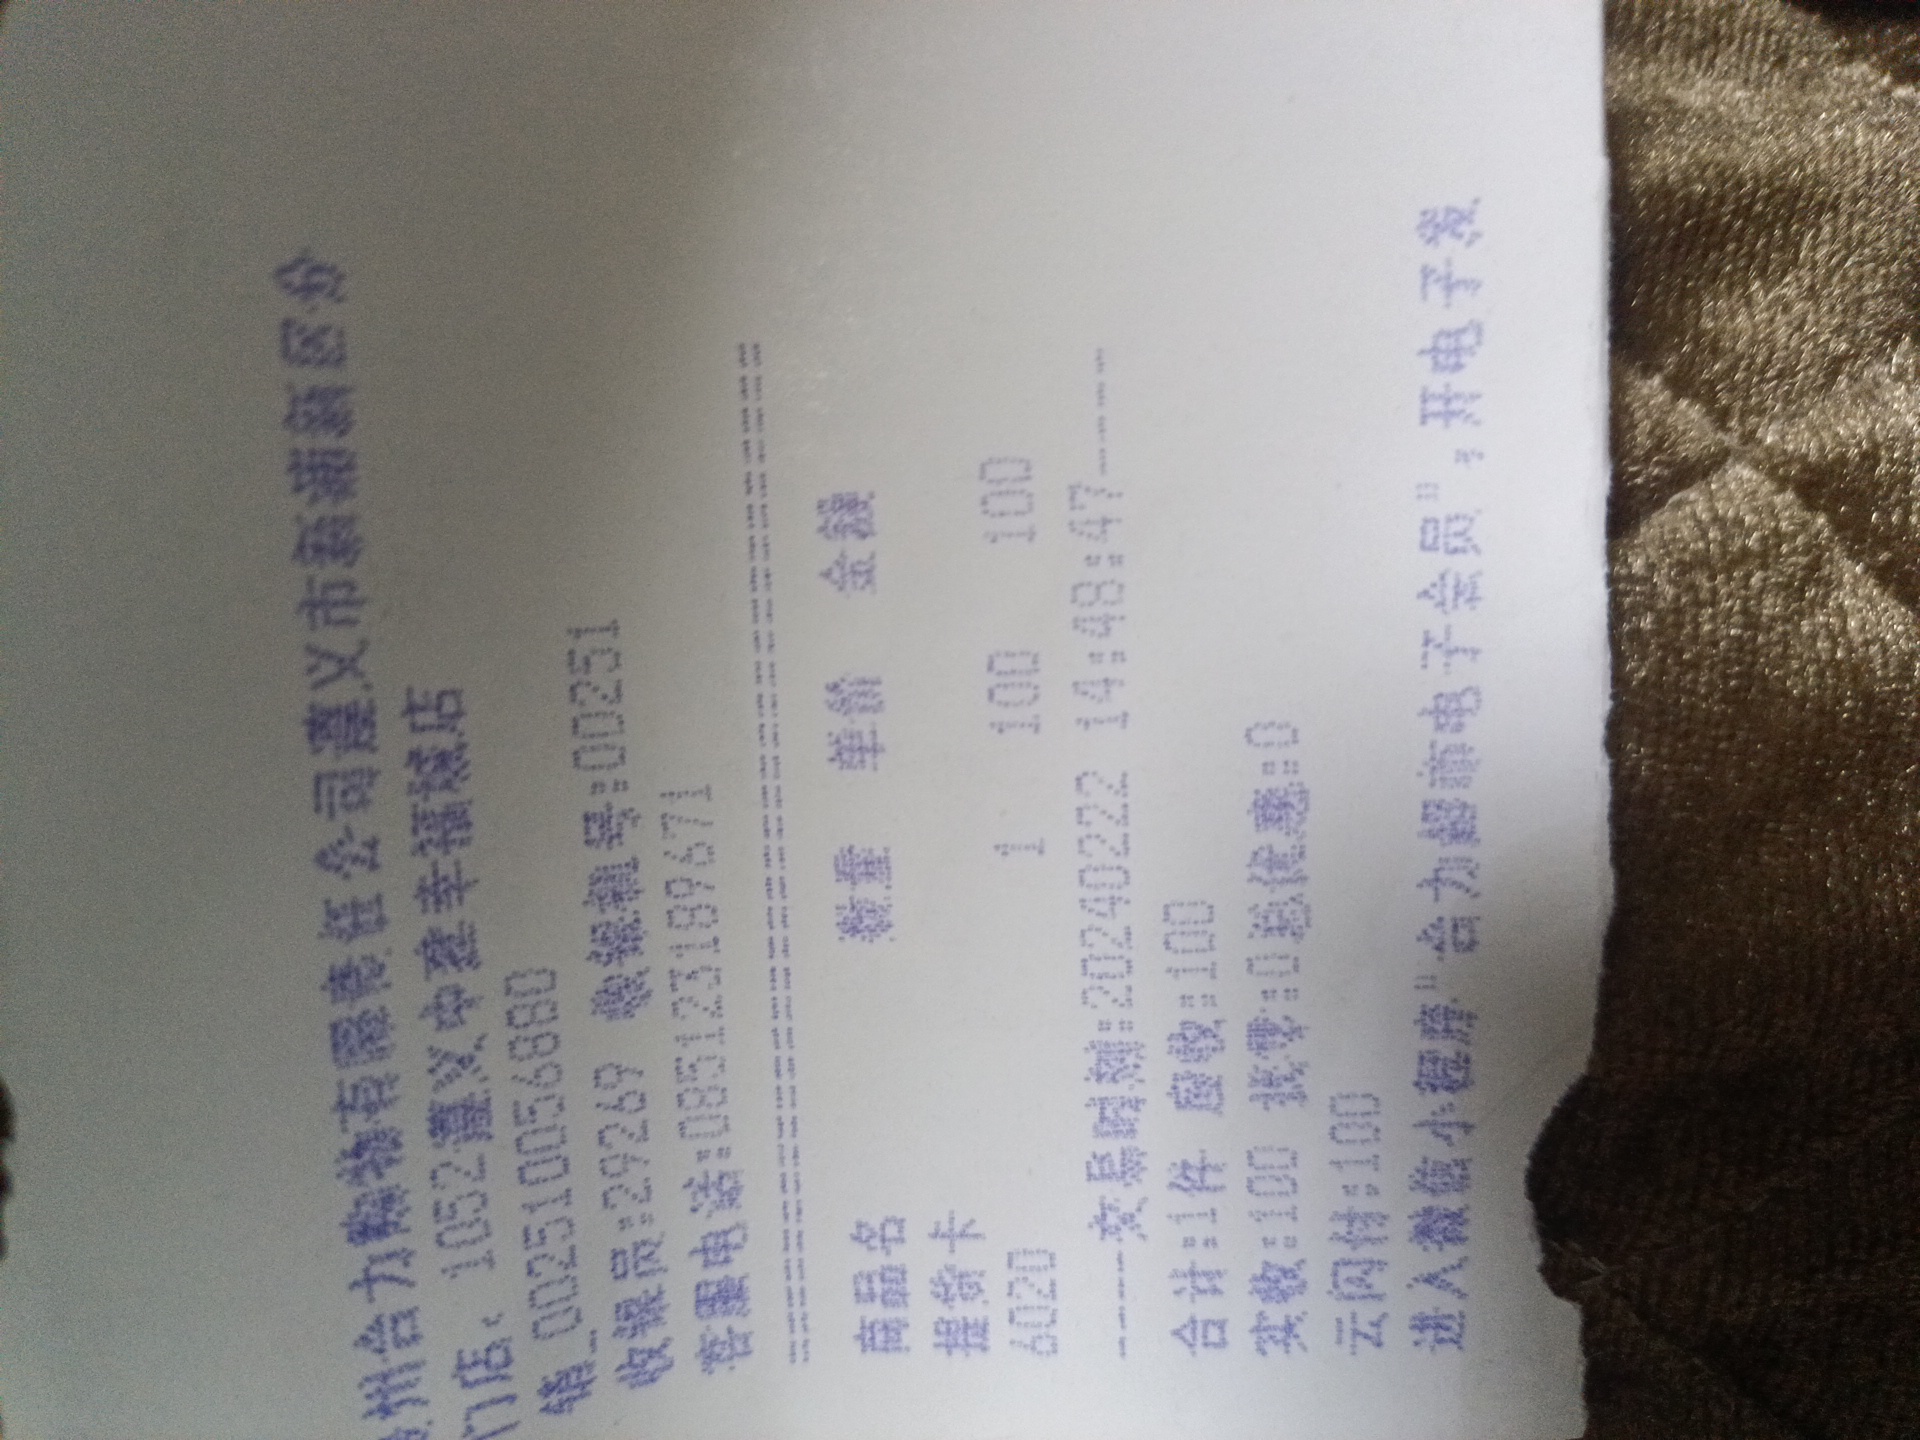 州合力购物有限责任公司遵义市新蒲新区分
门店: 1052遵义中建幸福城店
销_002510056880
收银员:29269 收银机号:00251
客服电话:085123189671
================================
商品名 数量 单价 金额
提货卡
6020 1 100 100
----交易时间:20240222 14:48:47----
合计:1件 应收:100
实收:100 找零:0总优惠:0
云闪付:100
进入微信小程序"合力超市电子会员",开电子发